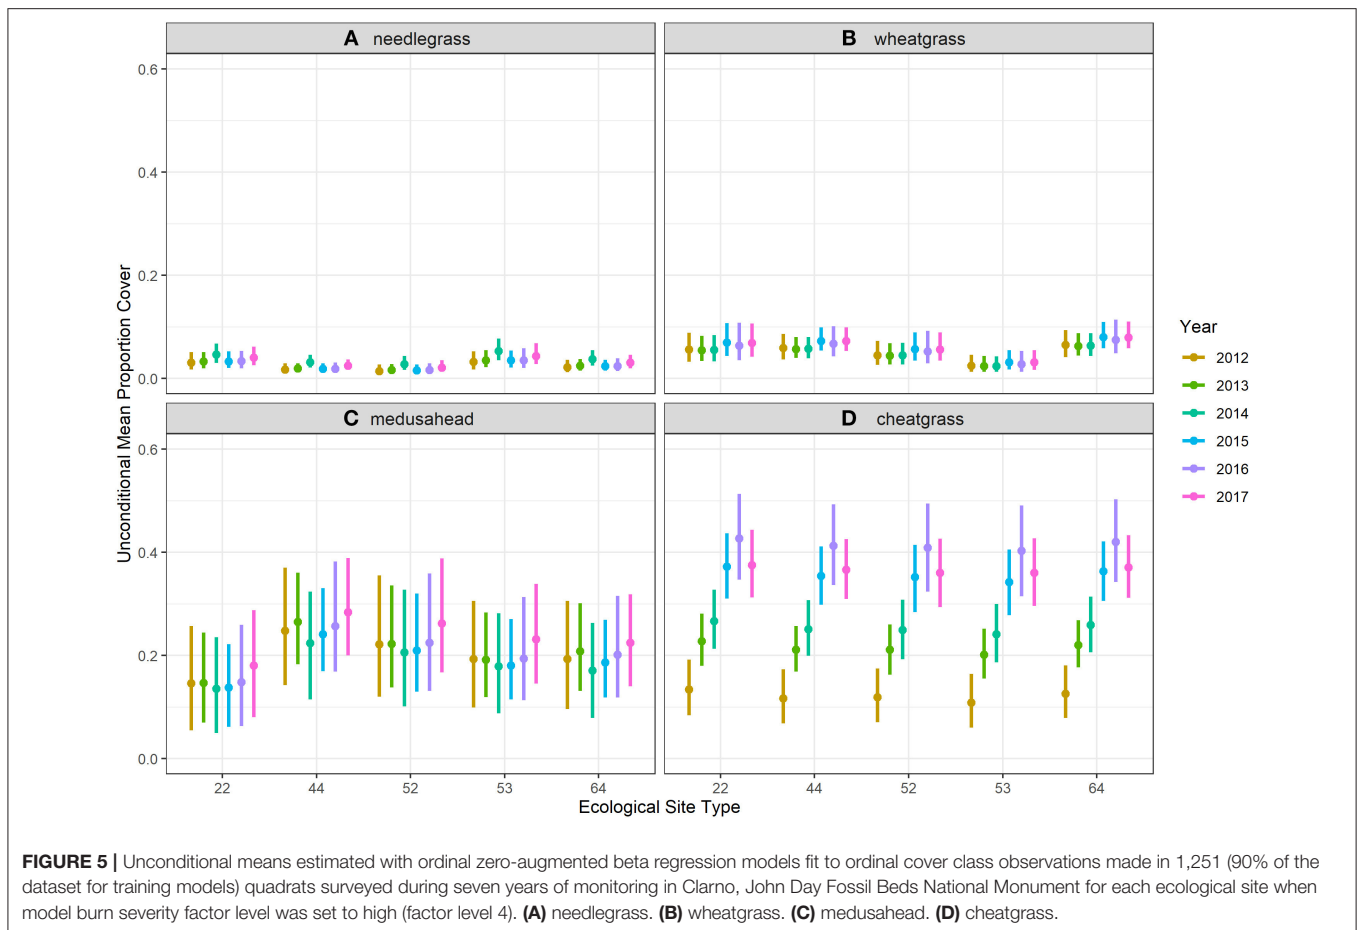 A needlegrass
B wheatgrass
0.6
0.4
0.2
0.0
C medusahead
D cheatgrass
0.6
0.4
0.2
0.0
Unconditional Mean Proportion Cover
22 44 52 53 64
22 44 52 53 64
Ecological Site Type
Year
2012
2013
2014
2015
2016
2017
FIGURE 5 | Unconditional means estimated with ordinal zero-augmented beta regression models fit to ordinal cover class observations made in 1,251 (90% of the
dataset for training models) quadrats surveyed during seven years of monitoring in Clarno, John Day Fossil Beds National Monument for each ecological site when
model burn severity factor level was set to high (factor level 4). (A) needlegrass. (B) wheatgrass. (C) medusahead. (D) cheatgrass.